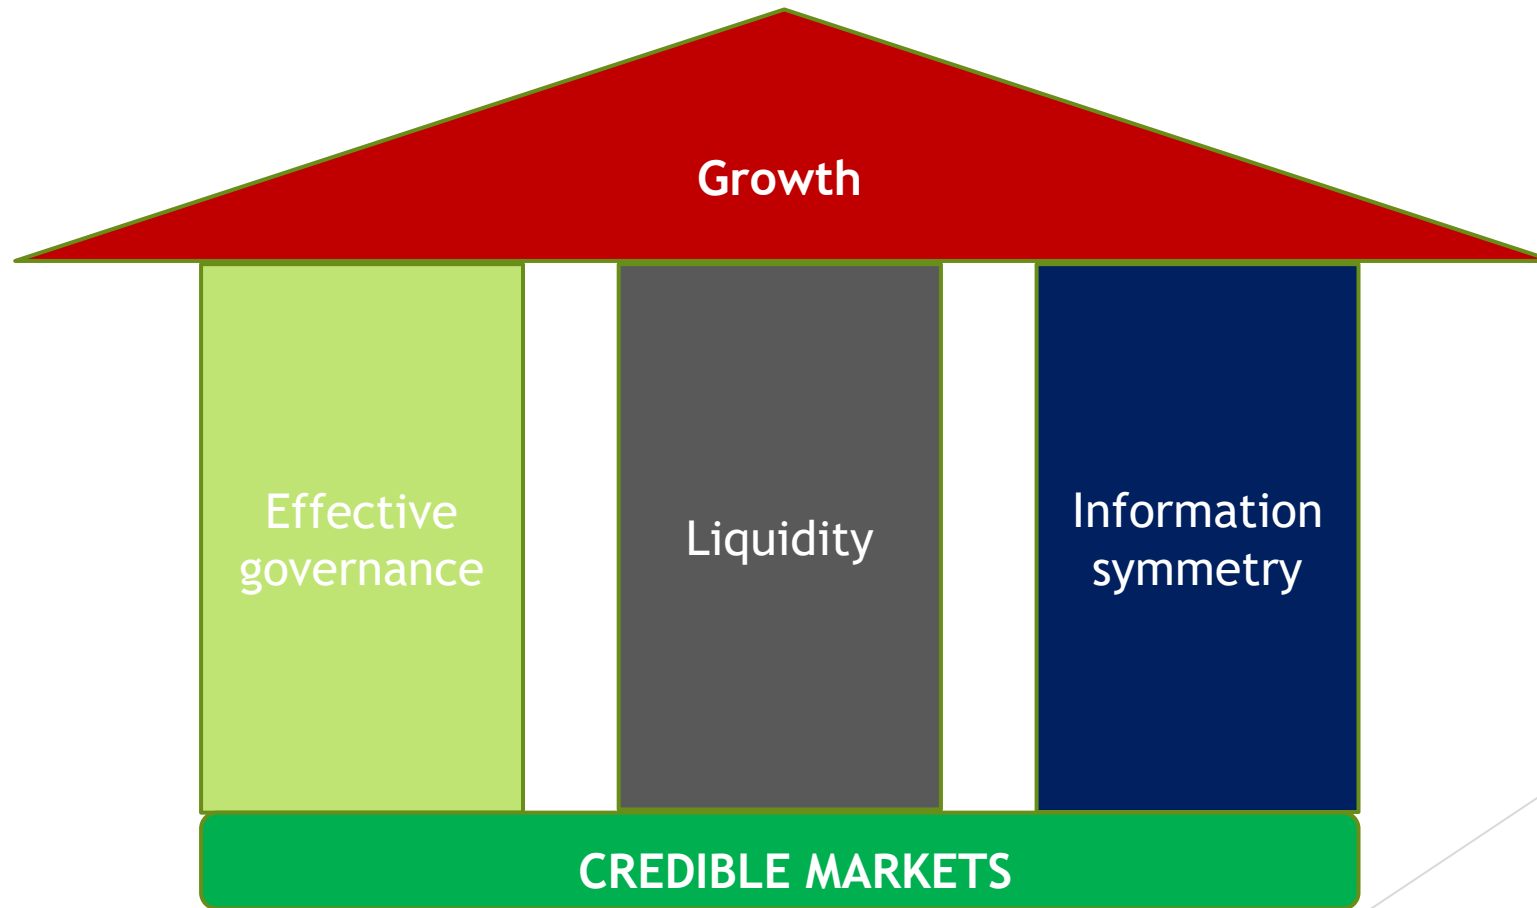 Growth
Effective
governance
Liquidity
Information
symmetry
CREDIBLE MARKETS